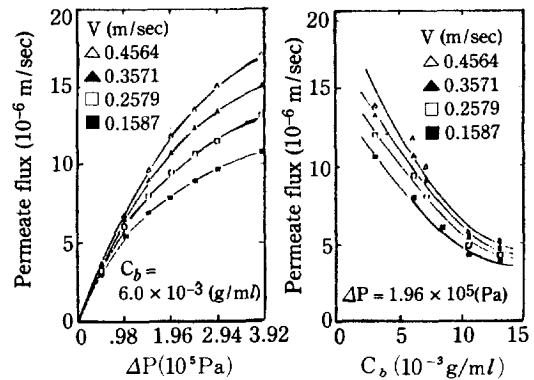 Permeate flux (10⁻⁶ m/sec)
20
15
10
5
0
V (m/sec)
△ 0.4564
▲ 0.3571
□ 0.2579
■ 0.1587
C_b =
6.0 × 10⁻³ (g/ml)
0 .98 1.96 2.94 3.92
ΔP(10⁵Pa)
Permeate flux (10⁻⁶ m/sec)
20
15
10
5
0
V (m/sec)
△ 0.4564
▲ 0.3571
□ 0.2579
■ 0.1587
ΔP = 1.96 × 10⁵(Pa)
0 5 10 15
C_b (10⁻³g/ml)